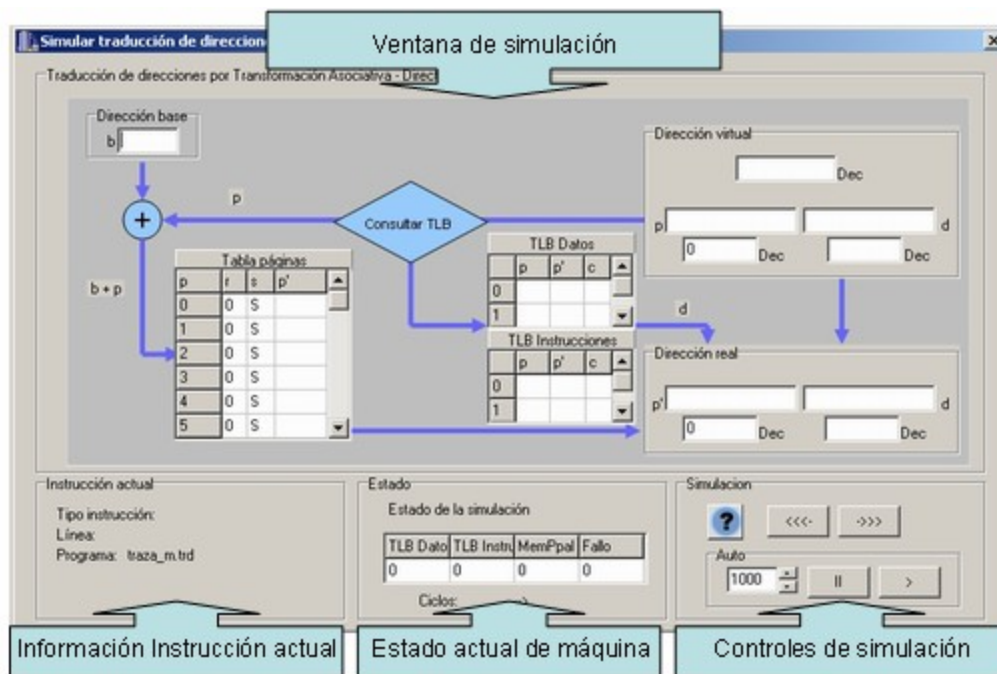 Ventana de simulación
Simular traducción de direccione
Traducción de direcciones por Transformación Asociativa - Direct
Dirección base
b
p
+
b + p
Consultar TLB
Dirección virtual
Dec
p
d
0 Dec
Dec
Tabla páginas
p r s p'
0 0 S
1 0 S
2 0 S
3 0 S
4 0 S
5 0 S
TLB Datos
p p' c
0
1
TLB Instrucciones
p p' c
0
1
d
Dirección real
p'
d
0 Dec
Dec
Instrucción actual
Tipo instrucción:
Línea:
Programa: traza_m.trd
Estado
Estado de la simulación
TLB Dato TLB Instru MemPpal Fallo
0 0 0 0
Ciclos:
Simulacion
?
<<<-
->>>
Auto
1000
II
>
Información Instrucción actual
Estado actual de máquina
Controles de simulación